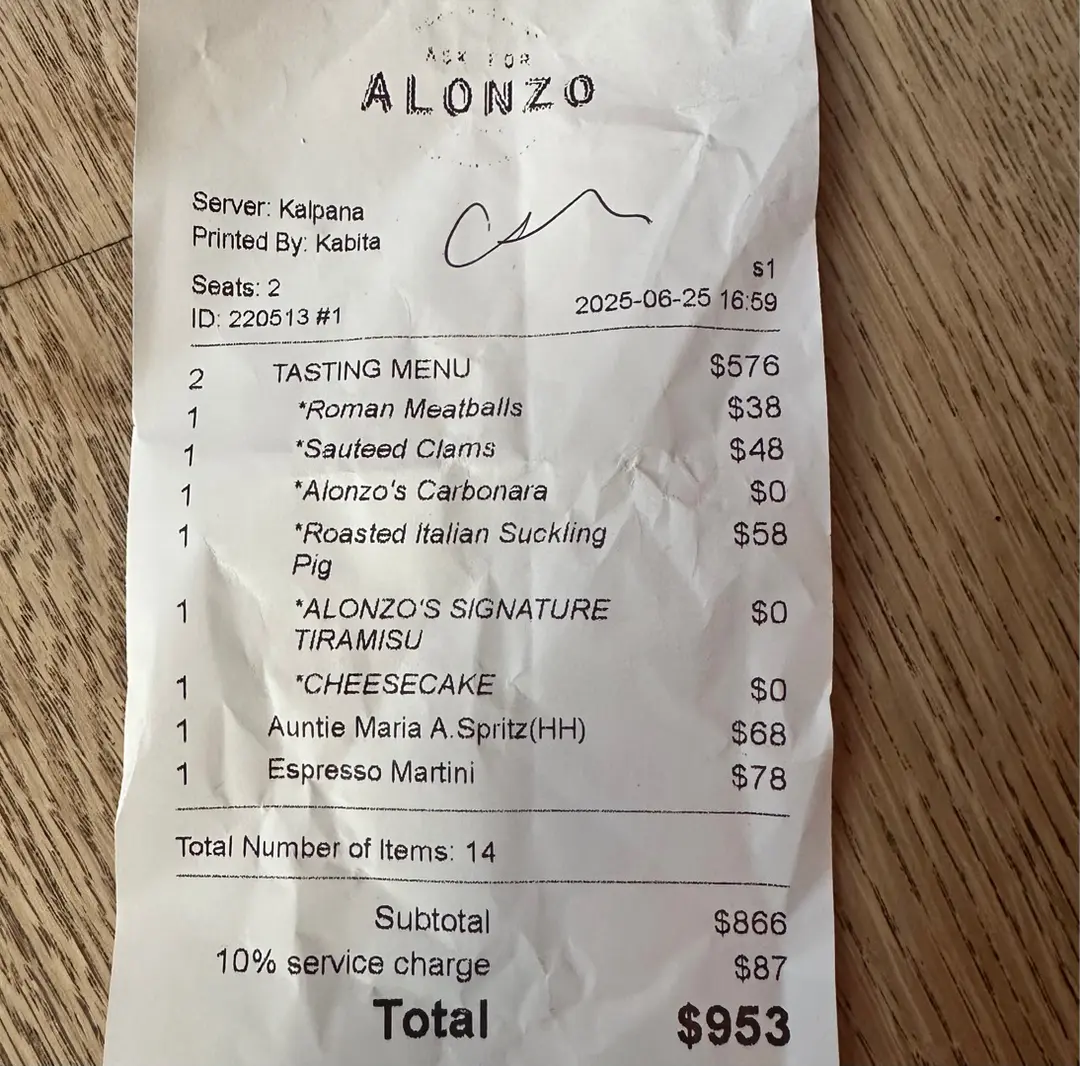 ASK FOR
ALONZO
Server: Kalpana
Printed By: Kabita
Seats: 2
s1
ID: 220513 #1
2025-06-25 16:59
2 TASTING MENU $576
1 *Roman Meatballs $38
1 *Sauteed Clams $48
1 *Alonzo's Carbonara $0
1 *Roasted Italian Suckling $58
Pig
1 *ALONZO'S SIGNATURE $0
TIRAMISU
1 *CHEESECAKE $0
1 Auntie Maria A.Spritz(HH) $68
1 Espresso Martini $78
Total Number of Items: 14
Subtotal $866
10% service charge $87
Total $953